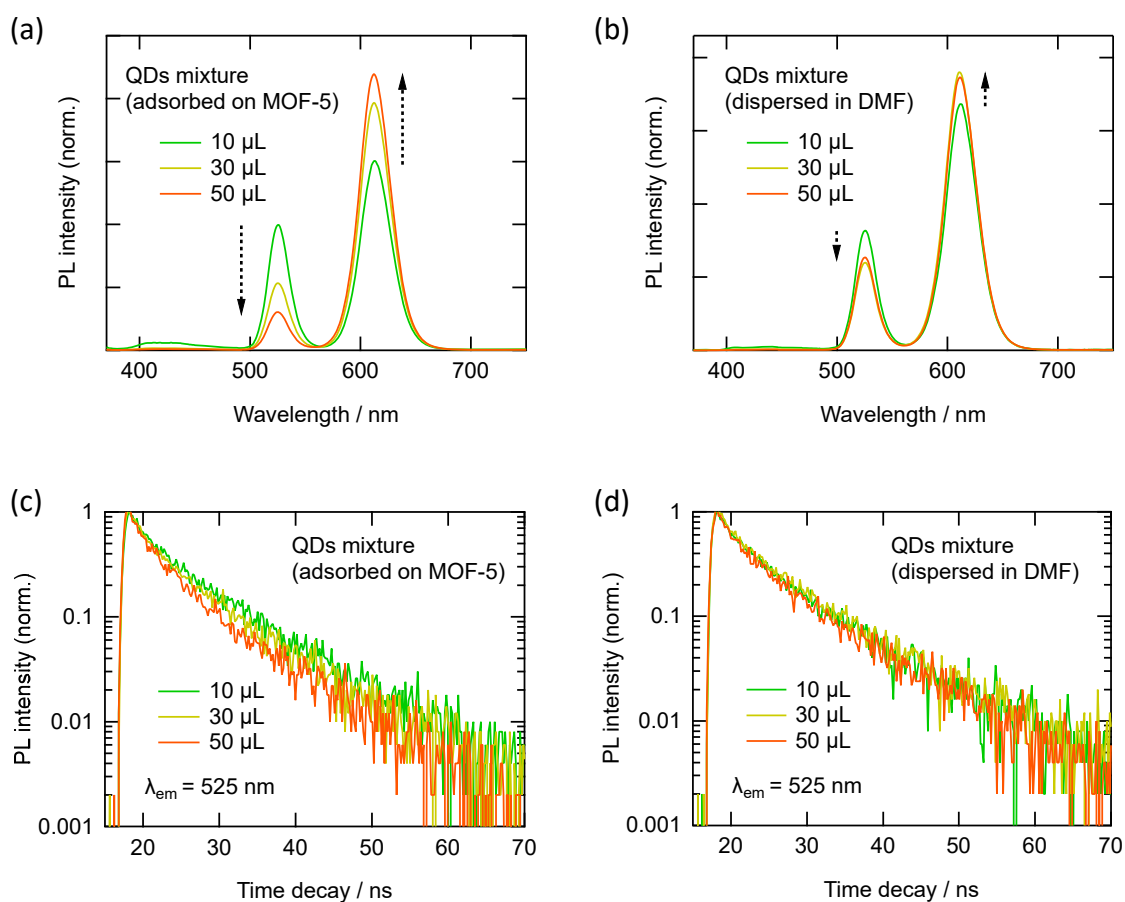 (a)
QDs mixture
(adsorbed on MOF-5)
10 µL
30 µL
50 µL
PL intensity (norm.)
400
500
600
700
Wavelength / nm
(b)
QDs mixture
(dispersed in DMF)
10 µL
30 µL
50 µL
PL intensity (norm.)
400
500
600
700
Wavelength / nm
(c)
QDs mixture
(adsorbed on MOF-5)
10 µL
30 µL
50 µL
λem = 525 nm
PL intensity (norm.)
1
0.1
0.01
0.001
20
30
40
50
60
70
Time decay / ns
(d)
QDs mixture
(dispersed in DMF)
10 µL
30 µL
50 µL
λem = 525 nm
PL intensity (norm.)
1
0.1
0.01
0.001
20
30
40
50
60
70
Time decay / ns